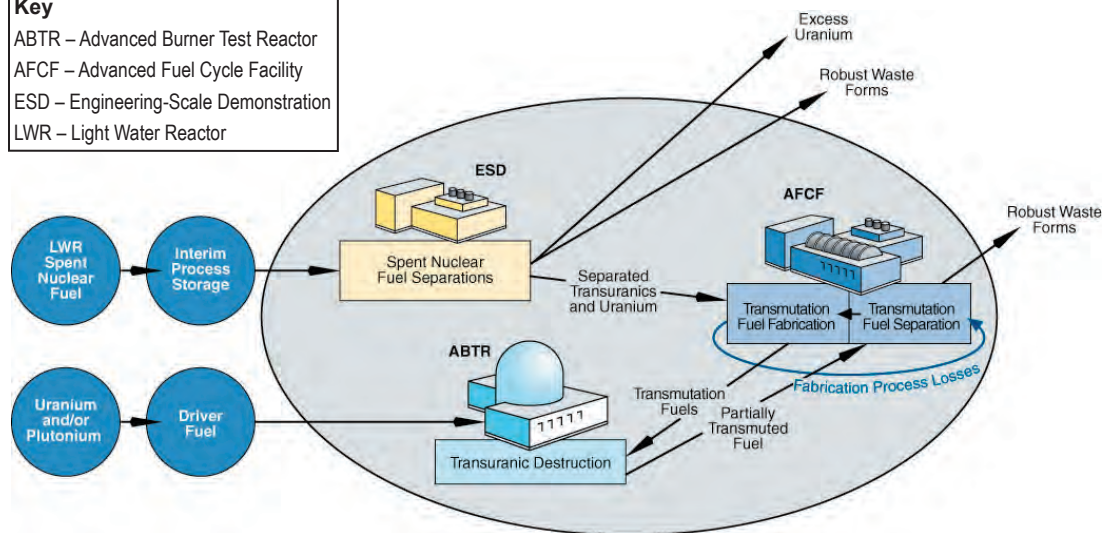 Key
ABTR – Advanced Burner Test Reactor
AFCF – Advanced Fuel Cycle Facility
ESD – Engineering-Scale Demonstration
LWR – Light Water Reactor
Excess
Uranium
Robust Waste
Forms
ESD
AFCF
Robust Waste
Forms
LWR
Spent
Nuclear
Fuel
Interim
Process
Storage
Spent Nuclear
Fuel Separations
Separated
Transuranics
and Uranium
Transmutation
Fuel Fabrication
Transmutation
Fuel Separation
Fabrication Process Losses
ABTR
Uranium
and/or
Plutonium
Driver
Fuel
Transmutation
Fuels
Partially
Transmuted
Fuel
Transuranic Destruction